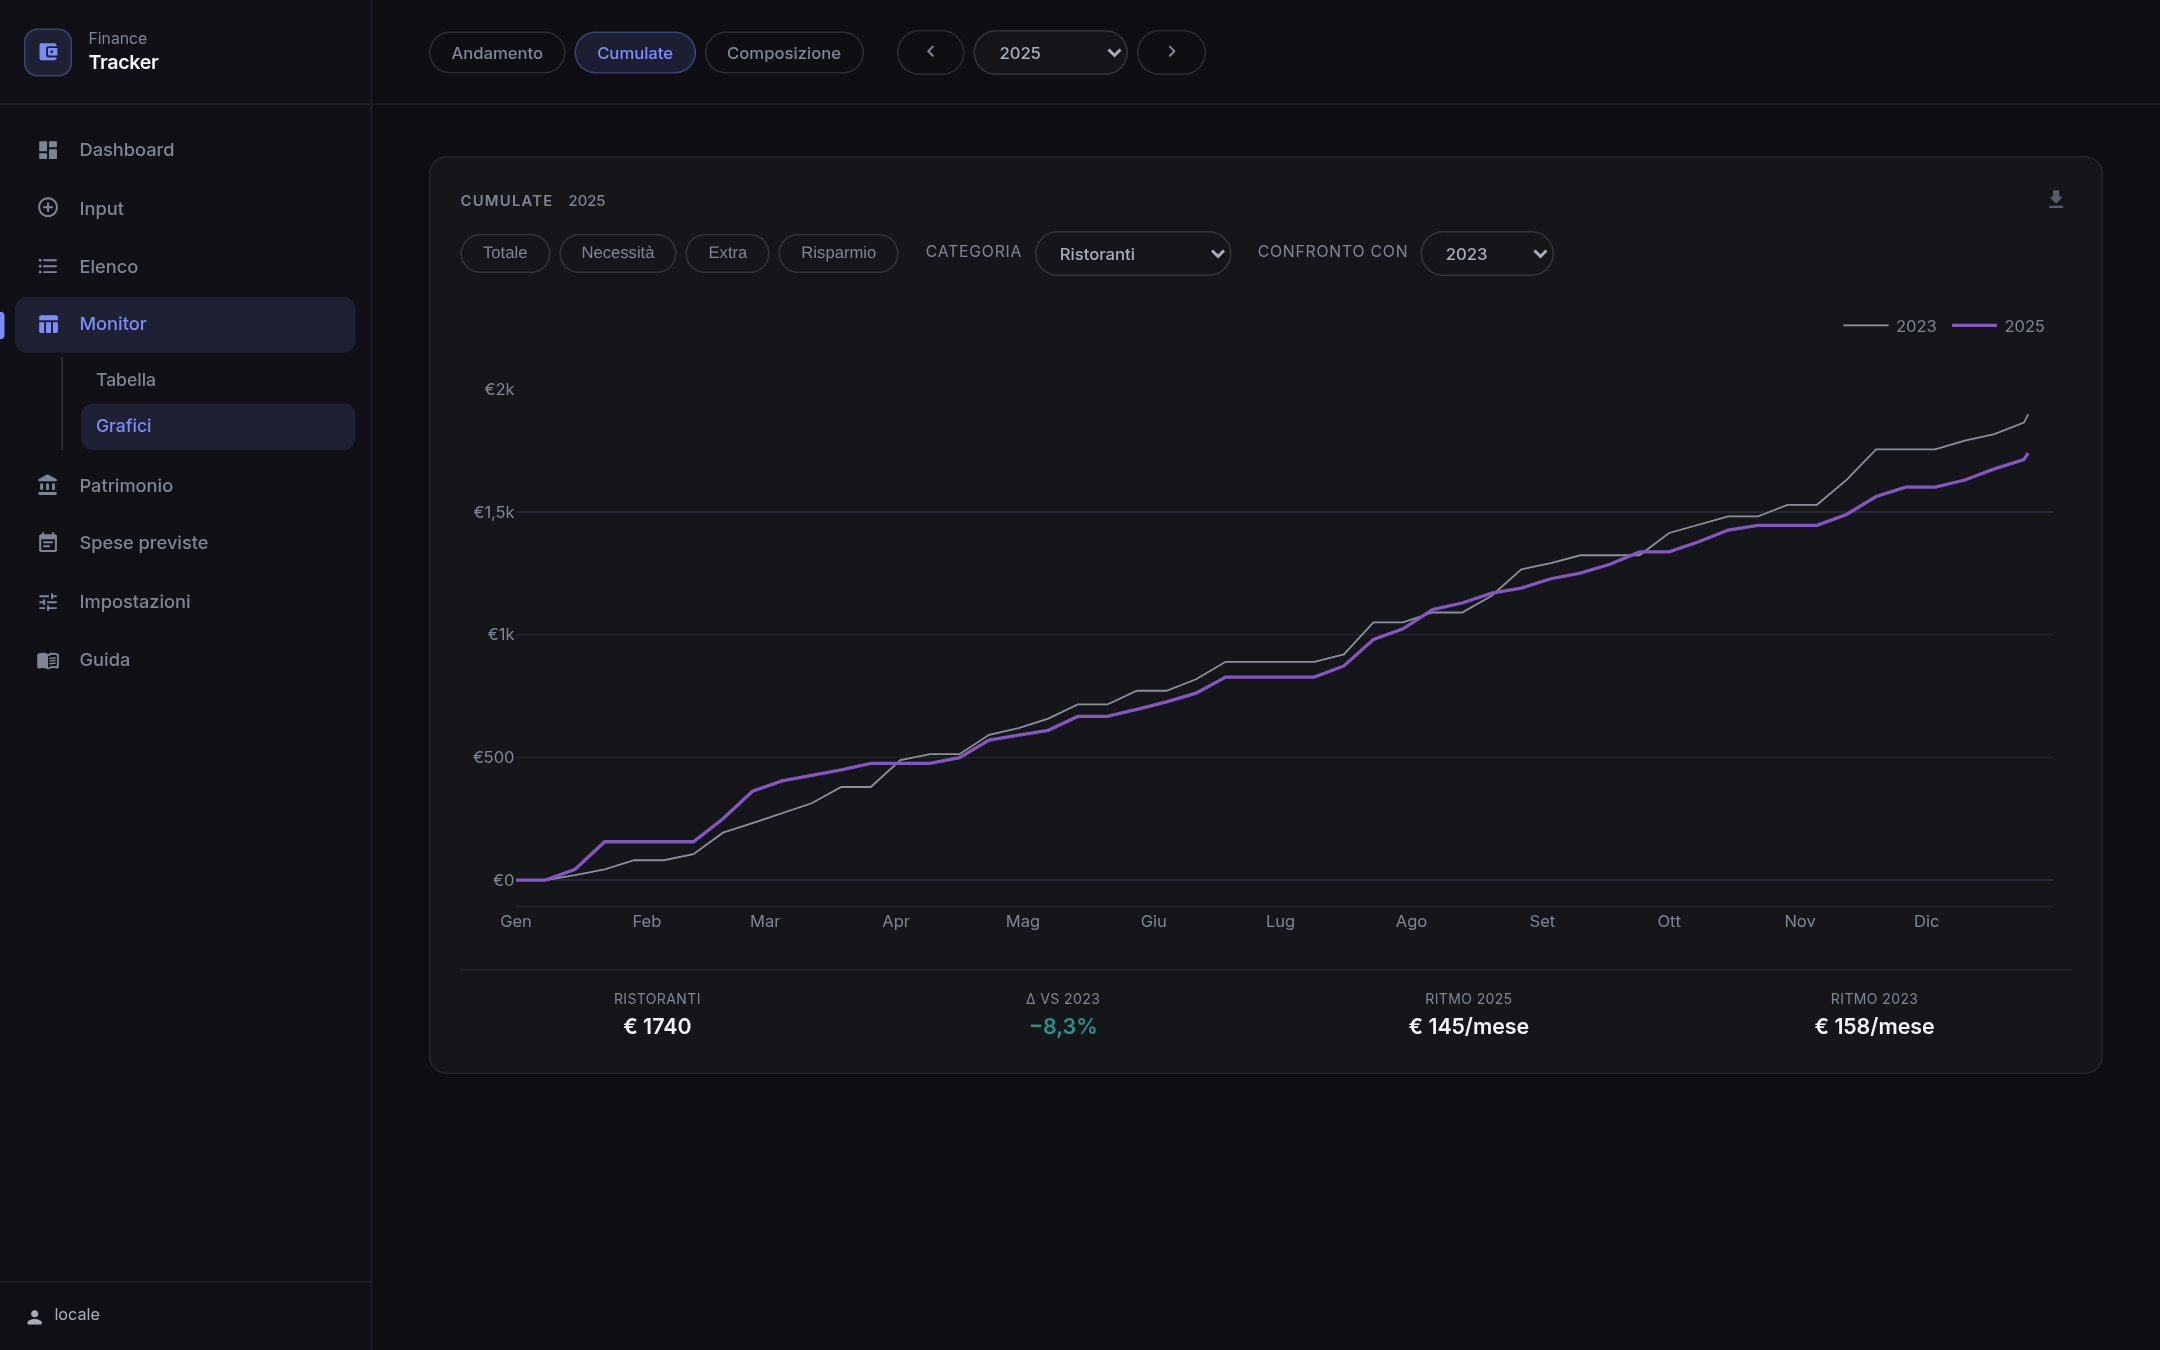 Finance
Tracker
Dashboard
Input
Elenco
Monitor
Tabella
Grafici
Patrimonio
Spese previste
Impostazioni
Guida
locale
Andamento Cumulate Composizione 2025
CUMULATE 2025
Totale Necessità Extra Risparmio CATEGORIA Ristoranti CONFRONTO CON 2023
2023 2025
€2k
€1,5k
€1k
€500
€0
Gen Feb Mar Apr Mag Giu Lug Ago Set Ott Nov Dic
RISTORANTI Δ VS 2023 RITMO 2025 RITMO 2023
€ 1740 −8,3% € 145/mese € 158/mese